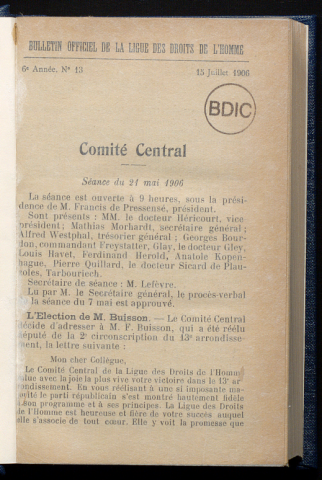 BULLETIN OFFICIEL DE LA LIGUE DES DROITS DE L'HOMME
6e Année, No 13 15 Juillet 1906
BDIC
Comité Central
Séance du 21 mai 1906
La séance est ouverte à 9 heures, sous la prési-
dence de M. Francis de Pressensé, président.
Sont présents : MM. le docteur Héricourt, vice-
président ; Mathias Morhardt, secrétaire général ;
Alfred Westphal, trésorier général ; Georges Bour-
don, commandant Freystätter, Glay, le docteur Gley,
Louis Havet, Ferdinand Herold, Anatole Kopen-
hague, Pierre Quillard, le docteur Sicard de Plau-
zoles, Tarbouriech.
Secrétaire de séance : M. Lefèvre.
Lu par M. le Secrétaire général, le procès-verbal
de la séance du 7 mai est approuvé.
L'Election de M. Buisson. — Le Comité Central
décide d'adresser à M. F. Buisson, qui a été réélu
député de la 2e circonscription du 13e arrondisse-
ment, la lettre suivante :
Mon cher Collègue,
Le Comité Central de la Ligue des Droits de l'Homme
salue avec la joie la plus vive votre victoire dans le 13e ar-
rondissement. En vous réélisant à une si imposante ma-
jorité le parti républicain s'est montré hautement fidèle
à son programme et à ses principes. La Ligue des Droits
de l'Homme est heureuse et fière de votre succès auquel
elle s'associe de tout cœur. Elle y voit la promesse que